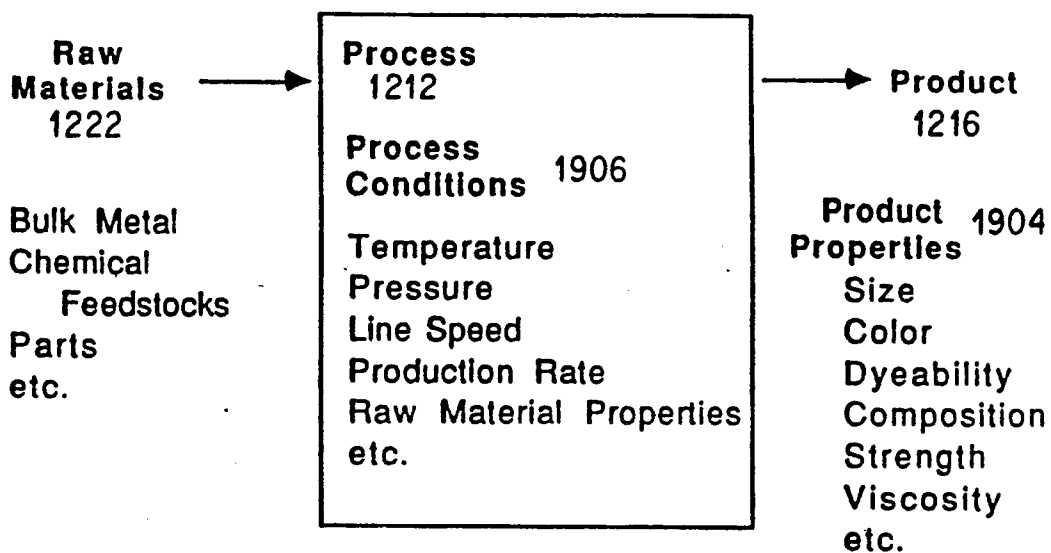 Raw
Materials
1222
Bulk Metal
Chemical
Feedstocks
Parts
etc.
Process
1212
Process
Conditions 1906
Temperature
Pressure
Line Speed
Production Rate
Raw Material Properties
etc.
Product
1216
Product 1904
Properties
Size
Color
Dyeability
Composition
Strength
Viscosity
etc.